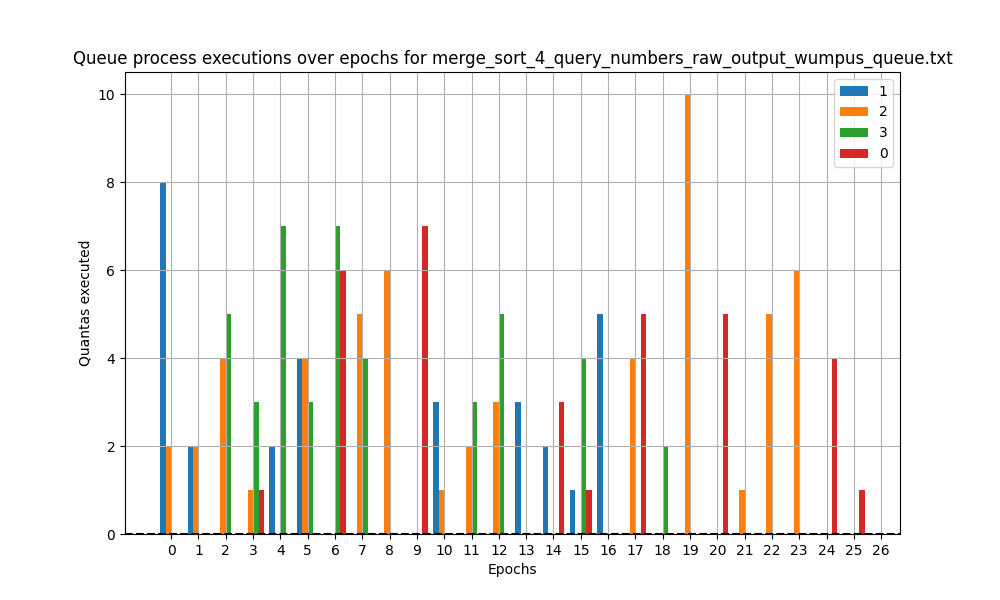 Queue process executions over epochs for merge_sort_4_query_numbers_raw_output_wumpus_queue.txt
10
8
6
4
2
0
Quantas executed
1
2
3
0
0 1 2 3 4 5 6 7 8 9 10 11 12 13 14 15 16 17 18 19 20 21 22 23 24 25 26
Epochs